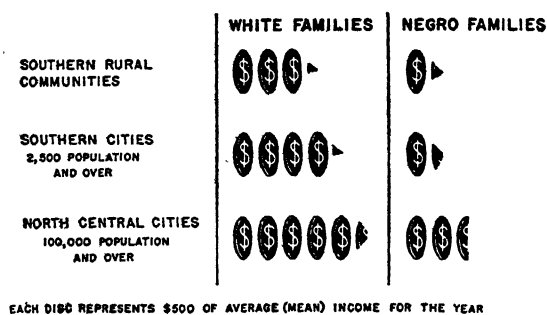 WHITE FAMILIES NEGRO FAMILIES
SOUTHERN RURAL
COMMUNITIES
$ $ $ $
SOUTHERN CITIES
2,500 POPULATION
AND OVER
$ $ $ $ $
NORTH CENTRAL CITIES
100,000 POPULATION
AND OVER
$ $ $ $ $ $ $ $ $
EACH DISC REPRESENTS $500 OF AVERAGE (MEAN) INCOME FOR THE YEAR